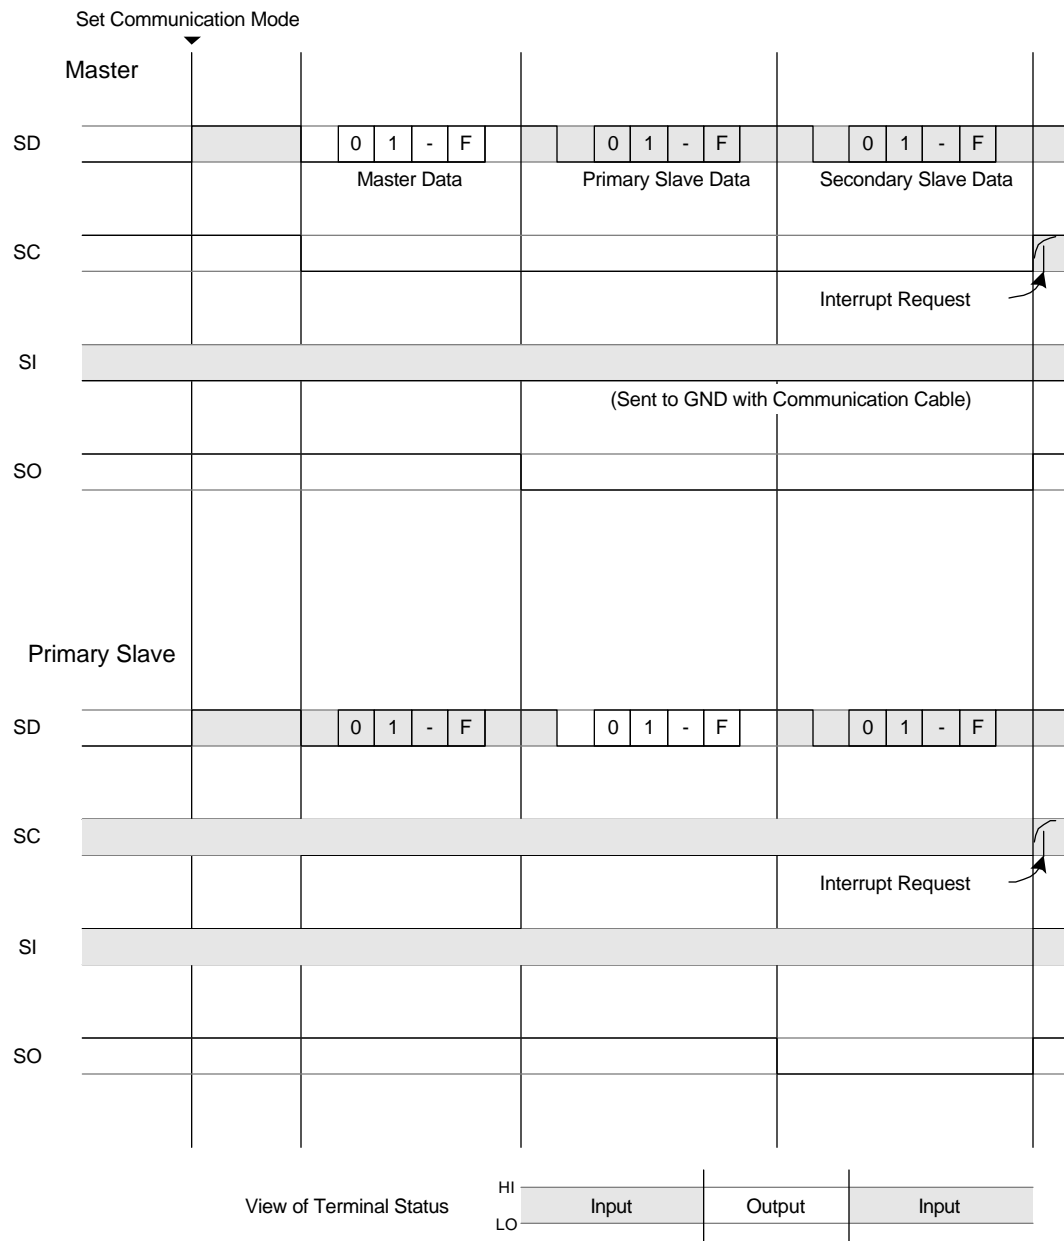 Set Communication Mode
Master
SD
0 1 - F
0 1 - F
0 1 - F
Master Data
Primary Slave Data
Secondary Slave Data
SC
Interrupt Request
SI
(Sent to GND with Communication Cable)
SO
Primary Slave
SD
0 1 - F
0 1 - F
0 1 - F
SC
Interrupt Request
SI
SO
View of Terminal Status
HI
LO
Input
Output
Input